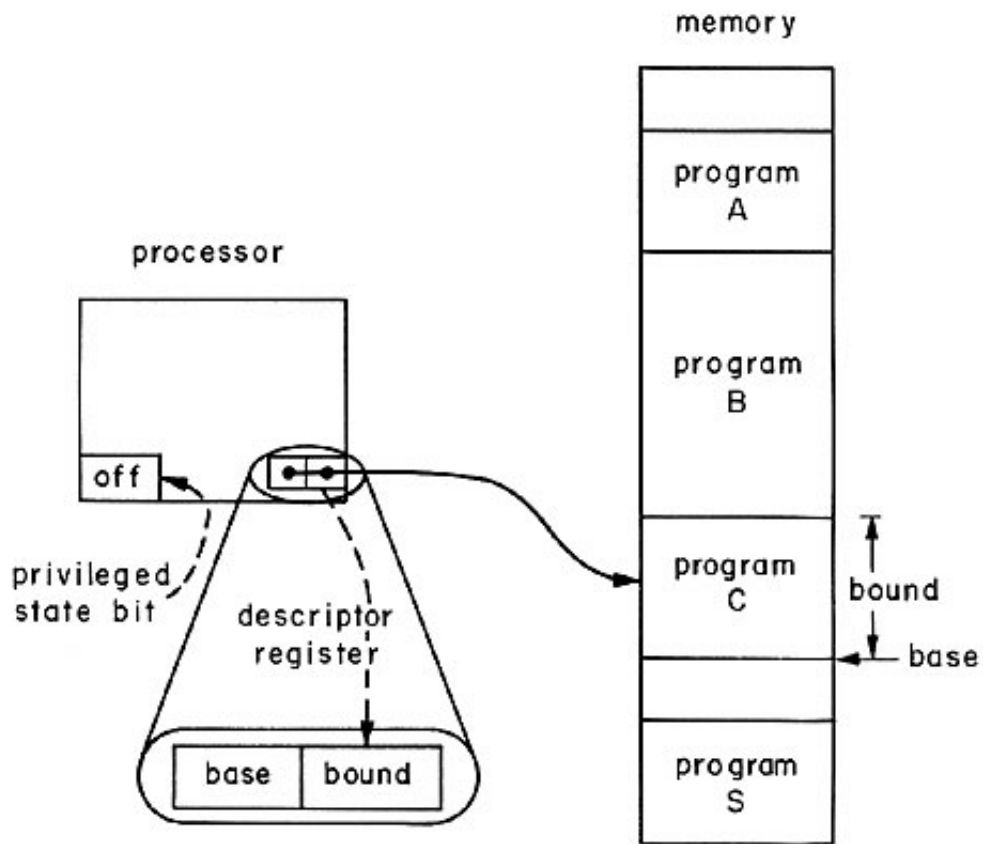 memory
program
A
processor
program
B
off
privileged
state bit
descriptor
register
program
C
bound
base
base
bound
program
S